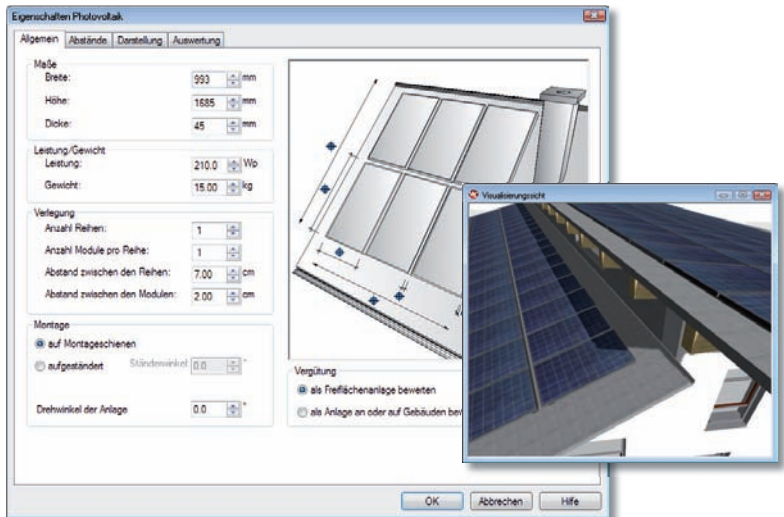 Eigenschaften Photovoltaik
Allgemein Abstände Darstellung Auswertung
Maße
Breite: 993 mm
Höhe: 1685 mm
Dicke: 45 mm
Leistung/Gewicht
Leistung: 210.0 Wp
Gewicht: 15.00 kg
Verlegung
Anzahl Reihen: 1
Anzahl Module pro Reihe: 1
Abstand zwischen den Reihen: 7.00 cm
Abstand zwischen den Modulen: 2.00 cm
Montage
auf Montageschienen
aufgeständert Ständerwinkel 0.0 °
Drehwinkel der Anlage 0.0 °
Vergütung
als Freiflächenanlage bewerten
als Anlage an oder auf Gebäuden bew
OK Abbrechen Hilfe
Visualisierungssicht